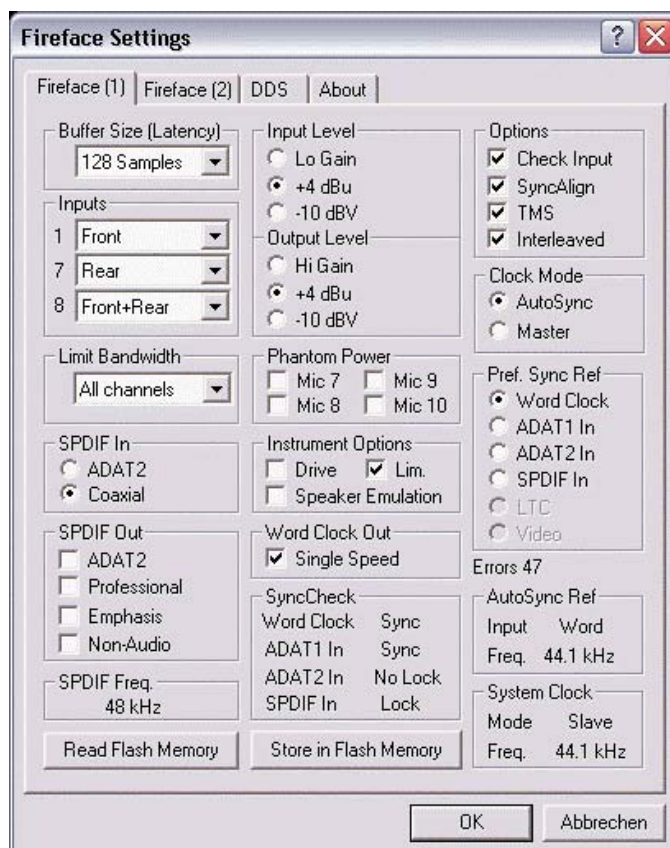 Fireface Settings
Fireface (1) Fireface (2) DDS About
Buffer Size (Latency)
128 Samples
Inputs
1 Front
7 Rear
8 Front+Rear
Limit Bandwidth
All channels
SPDIF In
ADAT2
Coaxial
SPDIF Out
ADAT2
Professional
Emphasis
Non-Audio
SPDIF Freq.
48 kHz
Read Flash Memory
Input Level
Lo Gain
+4 dBu
-10 dBV
Output Level
Hi Gain
+4 dBu
-10 dBV
Phantom Power
Mic 7 Mic 9
Mic 8 Mic 10
Instrument Options
Drive Lim.
Speaker Emulation
Word Clock Out
Single Speed
SyncCheck
Word Clock Sync
ADAT1 In Sync
ADAT2 In No Lock
SPDIF In Lock
Store in Flash Memory
Options
Check Input
SyncAlign
TMS
Interleaved
Clock Mode
AutoSync
Master
Pref. Sync Ref
Word Clock
ADAT1 In
ADAT2 In
SPDIF In
LTC
Video
Errors 47
AutoSync Ref
Input Word
Freq. 44.1 kHz
System Clock
Mode Slave
Freq. 44.1 kHz
OK Abbrechen